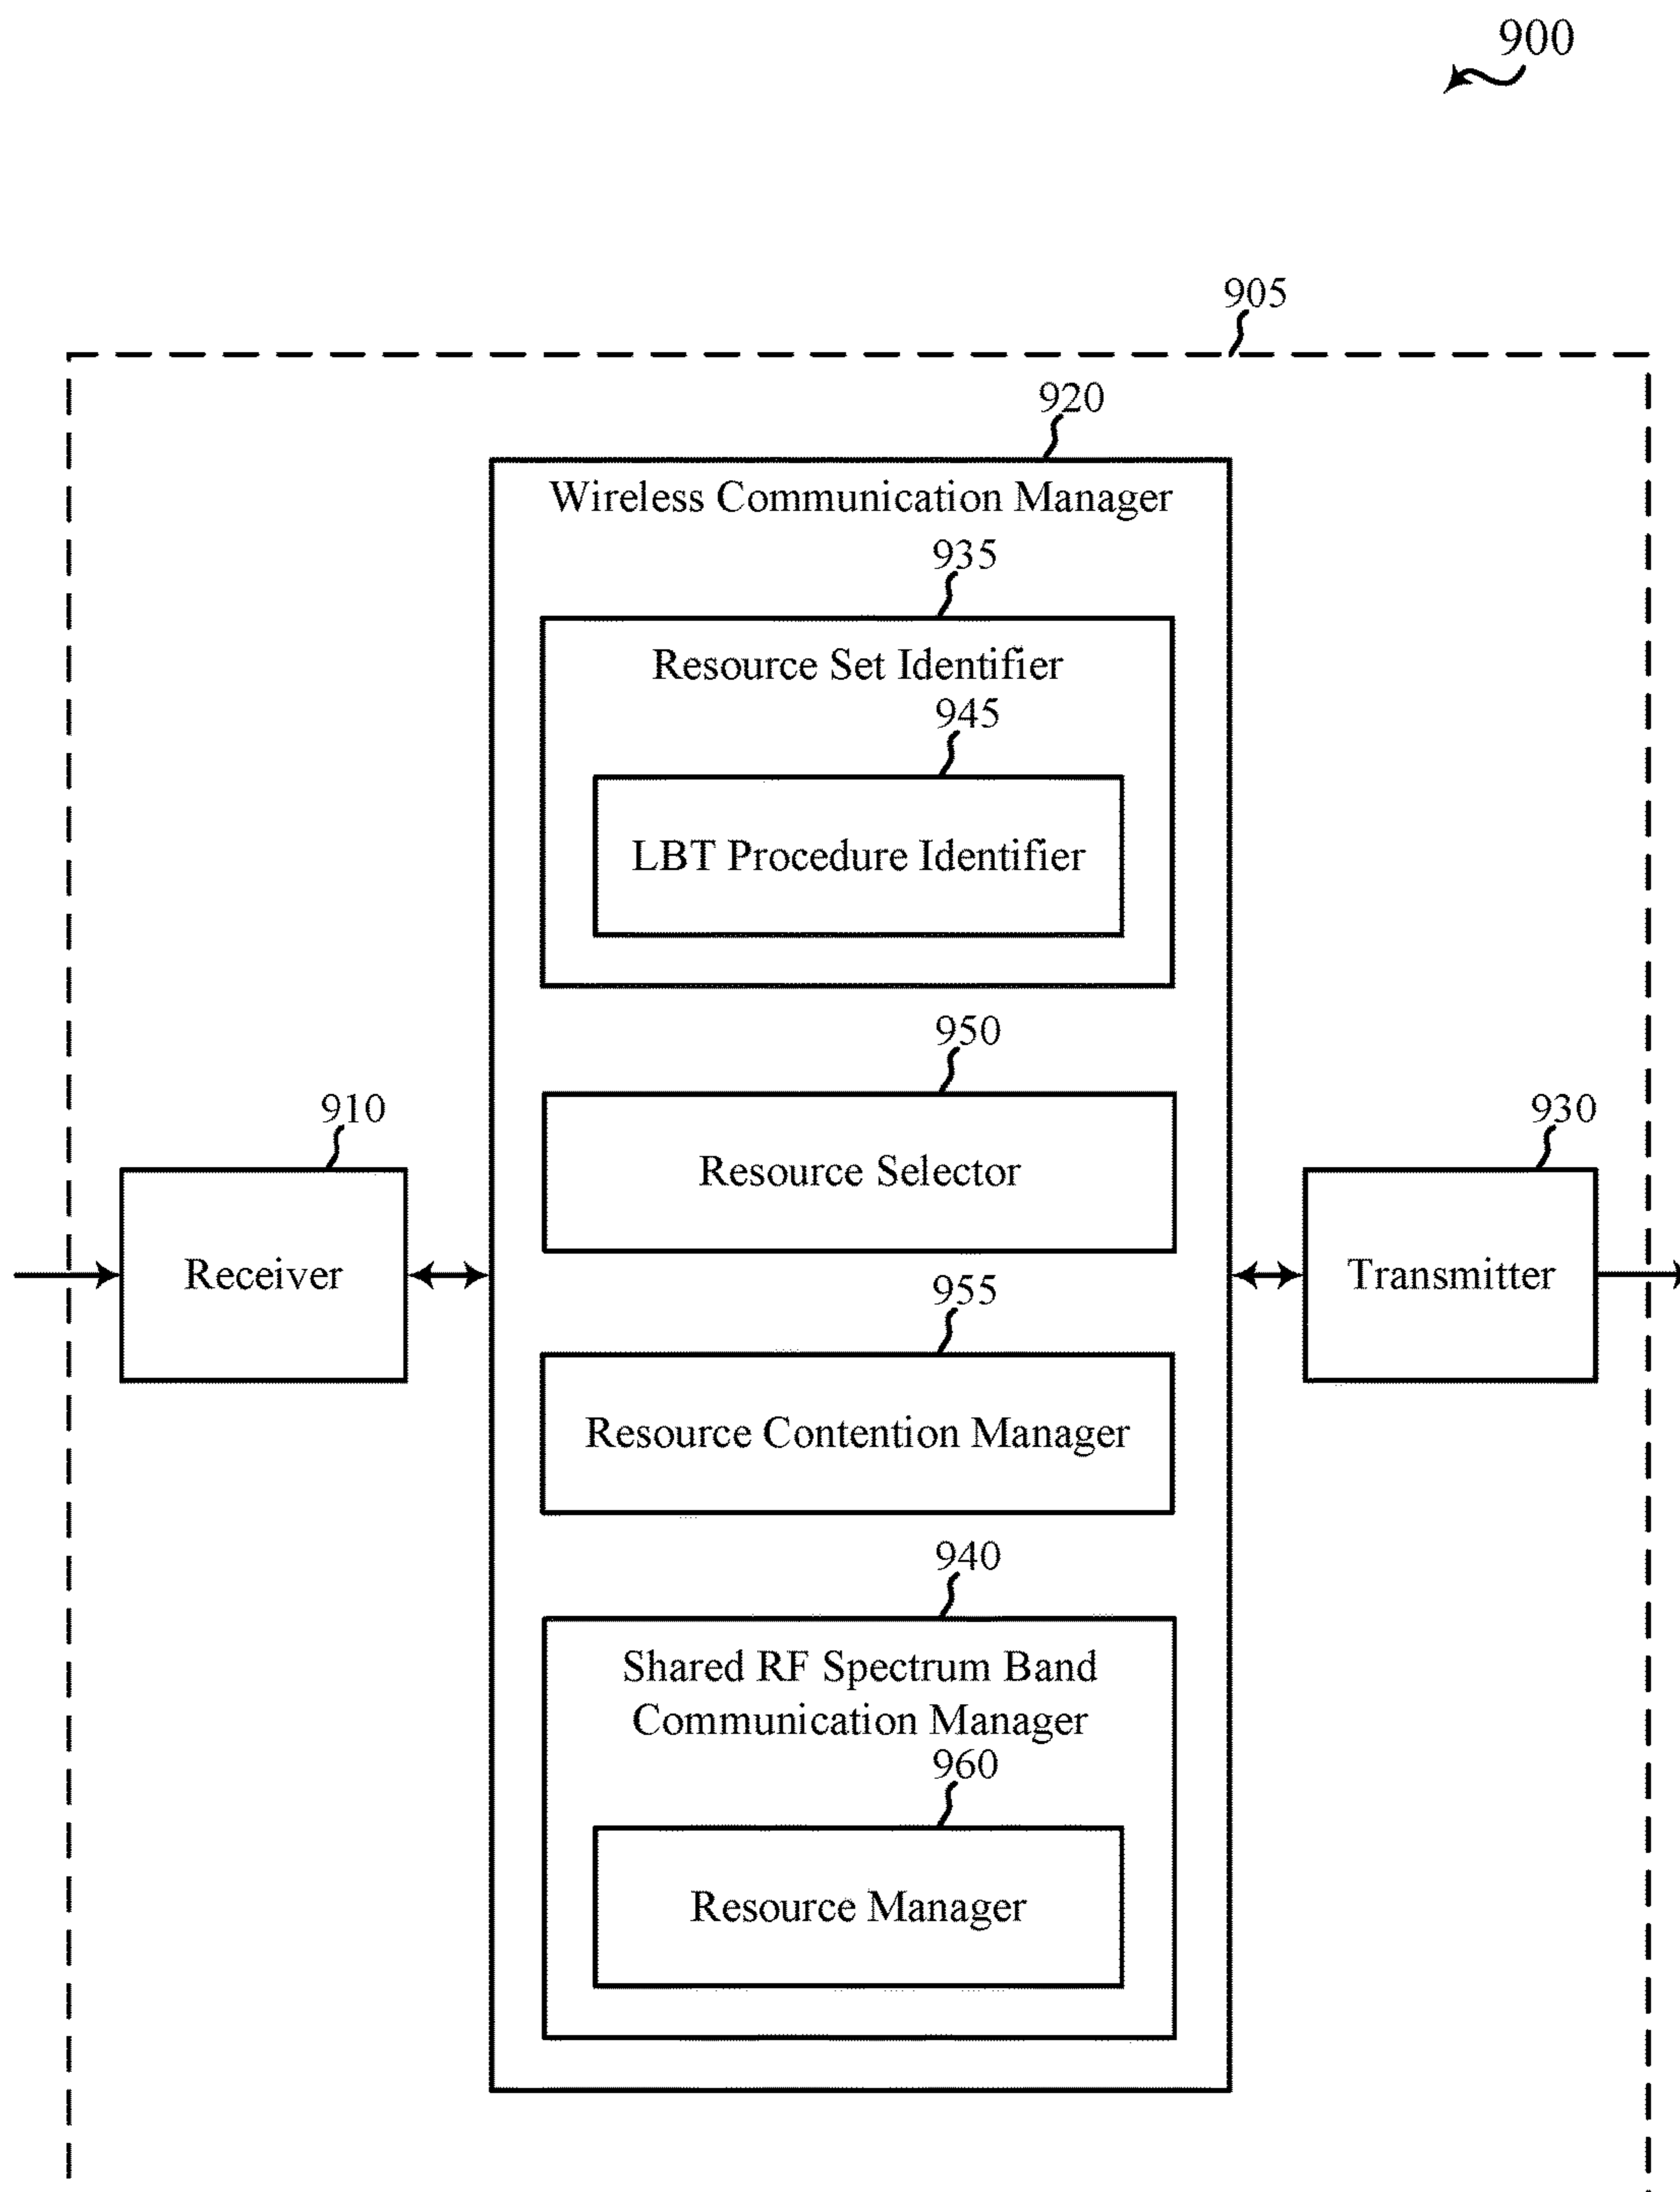 900
905
920
Wireless Communication Manager
935
Resource Set Identifier
945
LBT Procedure Identifier
950
Resource Selector
910
Receiver
930
Transmitter
955
Resource Contention Manager
940
Shared RF Spectrum Band
Communication Manager
960
Resource Manager